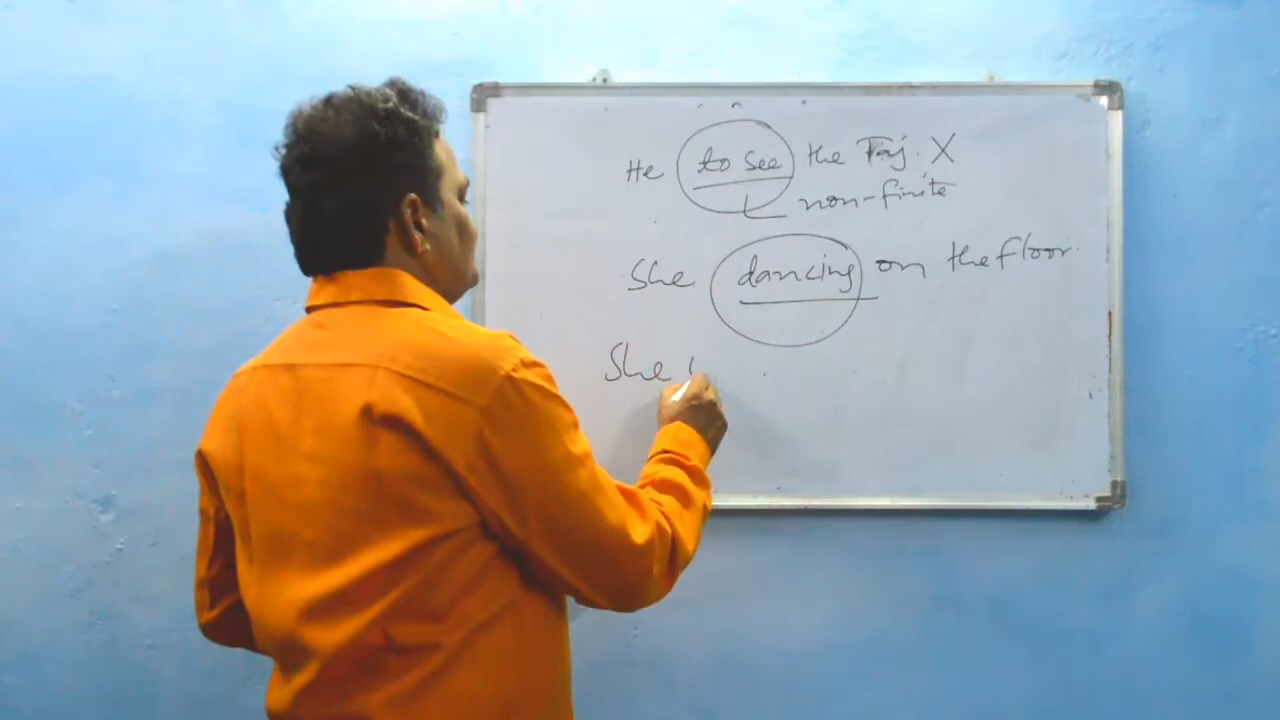 He to see the Taj. X
non-finite
She dancing on the floor.
She